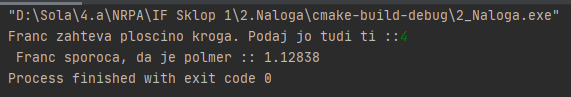 "D:\Sola\4.a\NRPA\IF Sklop 1\2.Naloga\cmake-build-debug\2_Naloga.exe"
Franc zahteva ploscino kroga. Podaj jo tudi ti ::4
Franc sporoca, da je polmer :: 1.12838
Process finished with exit code 0